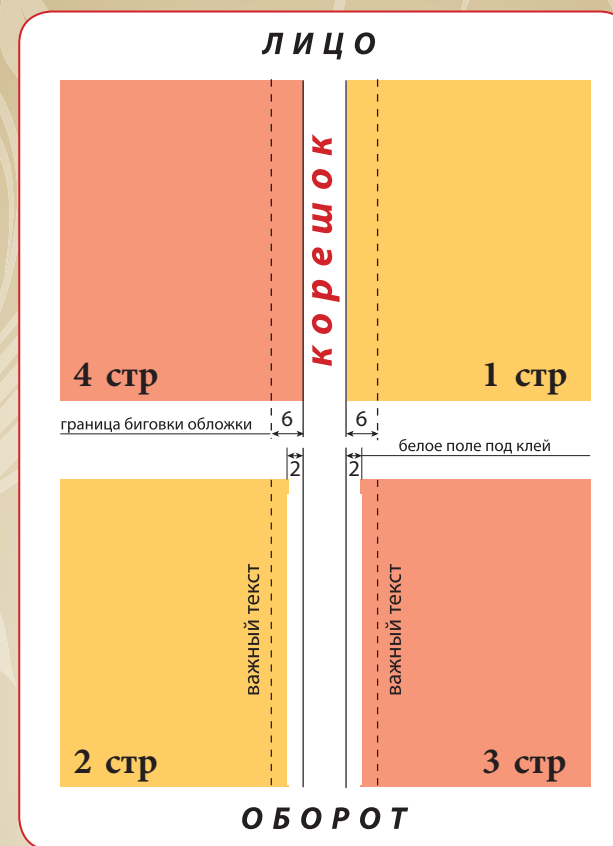 ЛИЦО
корешок
4 стр
1 стр
граница биговки обложки
6
6
белое поле под клей
2
2
важный текст
важный текст
2 стр
3 стр
ОБОРОТ